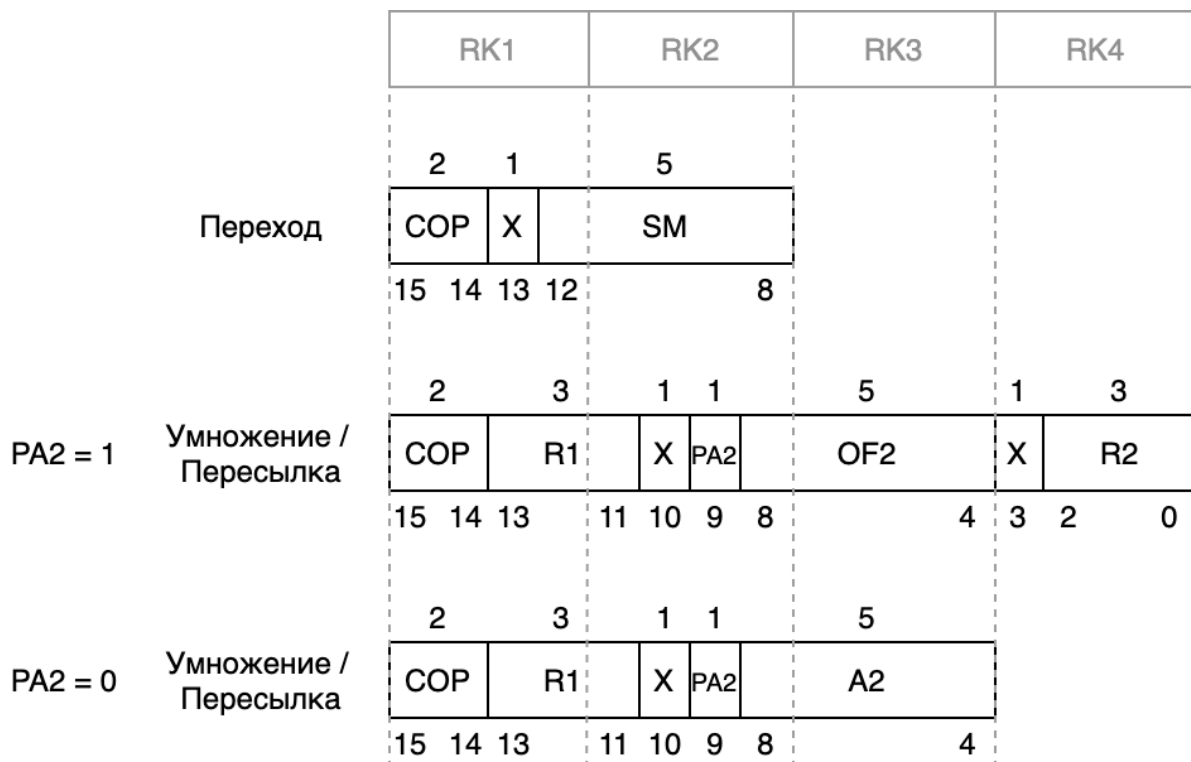 RK1 RK2 RK3 RK4
2 1 5
Переход COP X SM
15 14 13 12 8
2 3 1 1 5 1 3
PA2 = 1 Умножение / Пересылка COP R1 X PA2 OF2 X R2
15 14 13 11 10 9 8 4 3 2 0
2 3 1 1 5
PA2 = 0 Умножение / Пересылка COP R1 X PA2 A2
15 14 13 11 10 9 8 4